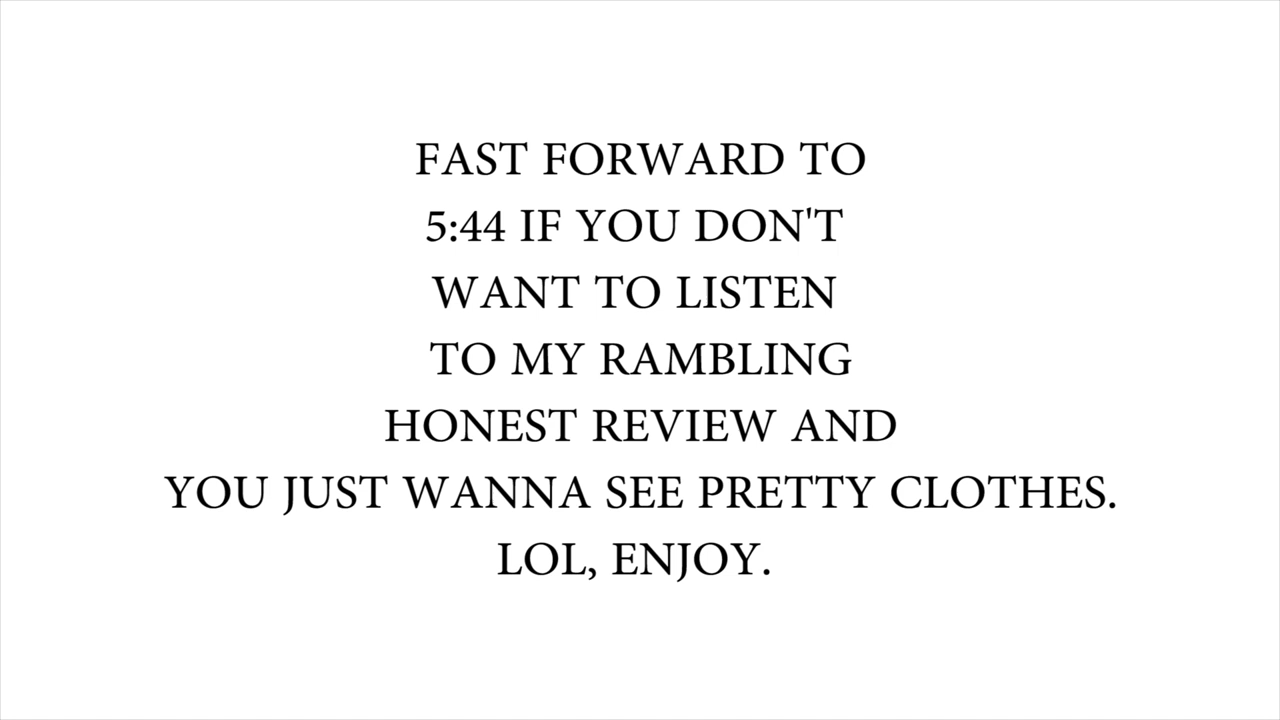 FAST FORWARD TO
5:44 IF YOU DON'T
WANT TO LISTEN
TO MY RAMBLING
HONEST REVIEW AND
YOU JUST WANNA SEE PRETTY CLOTHES.
LOL, ENJOY.